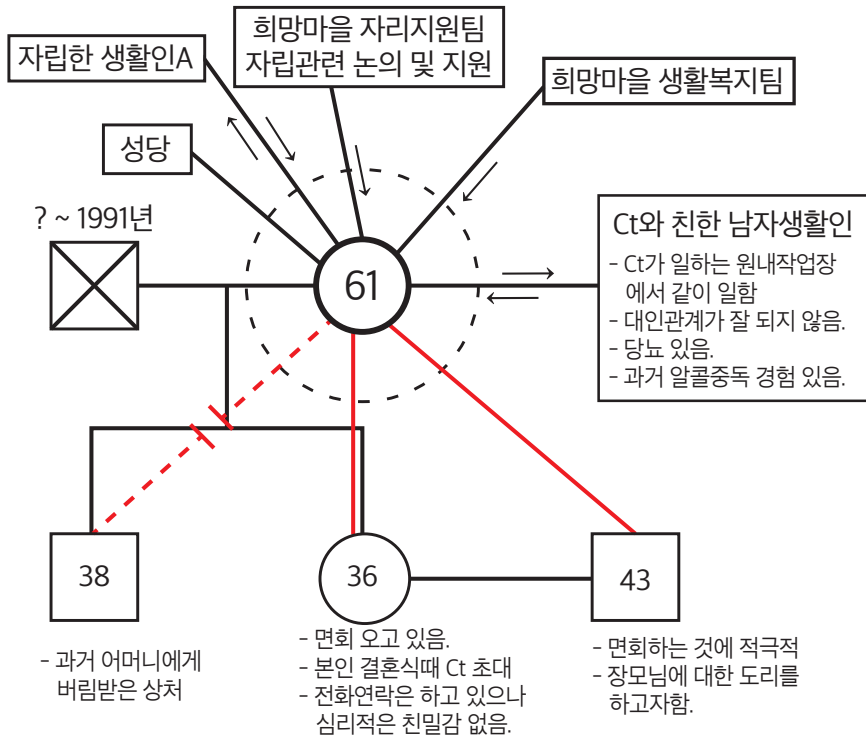 희망마을 자리지원팀
자립관련 논의 및 지원
자립한 생활인A
희망마을 생활복지팀
성당
? ~ 1991년
61
Ct와 친한 남자생활인
- Ct가 일하는 원내작업장
에서 같이 일함
- 대인관계가 잘 되지 않음.
- 당뇨 있음.
- 과거 알콜중독 경험 있음.
38
36
43
- 과거 어머니에게
버림받은 상처
- 면회 오고 있음.
- 본인 결혼식때 Ct 초대
- 전화연락은 하고 있으나
심리적은 친밀감 없음.
- 면회하는 것에 적극적
- 장모님에 대한 도리를
하고자함.